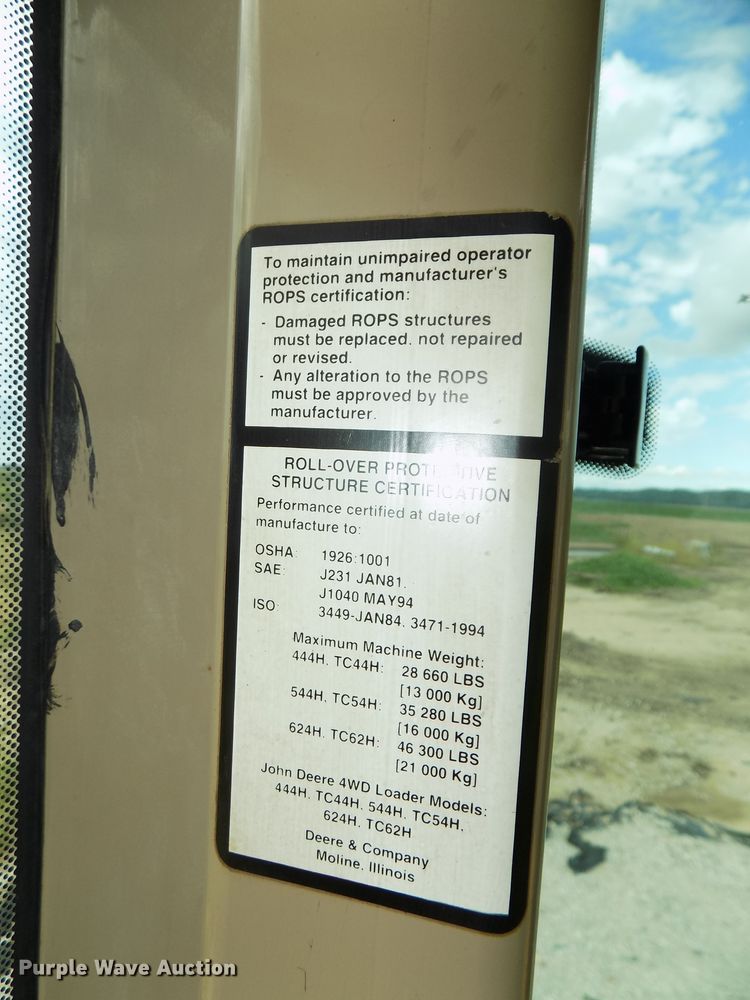 To maintain unimpaired operator
protection and manufacturer's
ROPS certification:
- Damaged ROPS structures
must be replaced. not repaired
or revised.
- Any alteration to the ROPS
must be approved by the
manufacturer.
ROLL-OVER
STRUCTURE CERTIFICATION
Performance certified at date of
manufacture to:
OSHA: 1926:1001
SAE: J231 JAN81.
J1040 MAY94
ISO: 3449-JAN84. 3471-1994
Maximum Machine Weight:
444H. TC44H: 28 660 LBS
[13 000 Kg]
544H, TC54H: 35 280 LBS
[16 000 Kg]
624H. TC62H: 46 300 LBS
[21 000 Kg]
John Deere 4WD Loader Models:
444H. TC44H. 544H. TC54H.
624H. TC62H
Deere & Company
Moline. Illinois
Purple Wave Auction